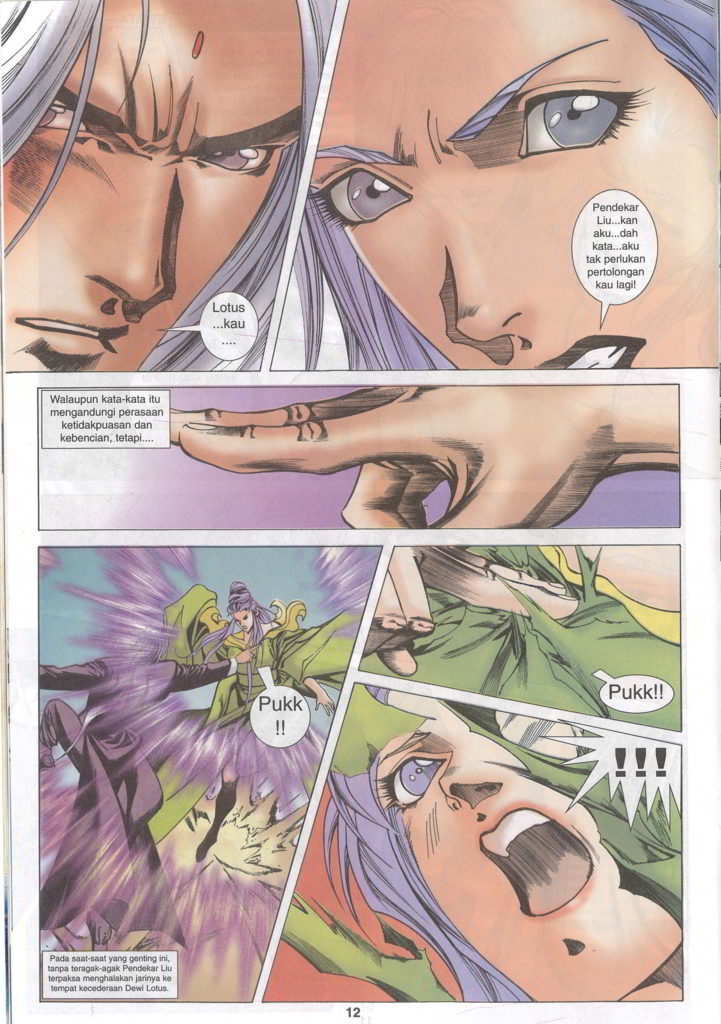 Lotus
...kau
....
Pendekar
Liu...kan
aku...dah
kata...aku
tak perlukan
pertolongan
kau lagi!
Walaupun kata-kata itu
mengandungi perasaan
ketidakpuasan dan
kebencian, tetapi....
Pukk
!!
Pukk!!
!!!
Pada saat-saat yang genting ini,
tanpa teragak-agak Pendekar Liu
terpaksa menghalakan jarinya ke
tempat kecederaan Dewi Lotus.
12